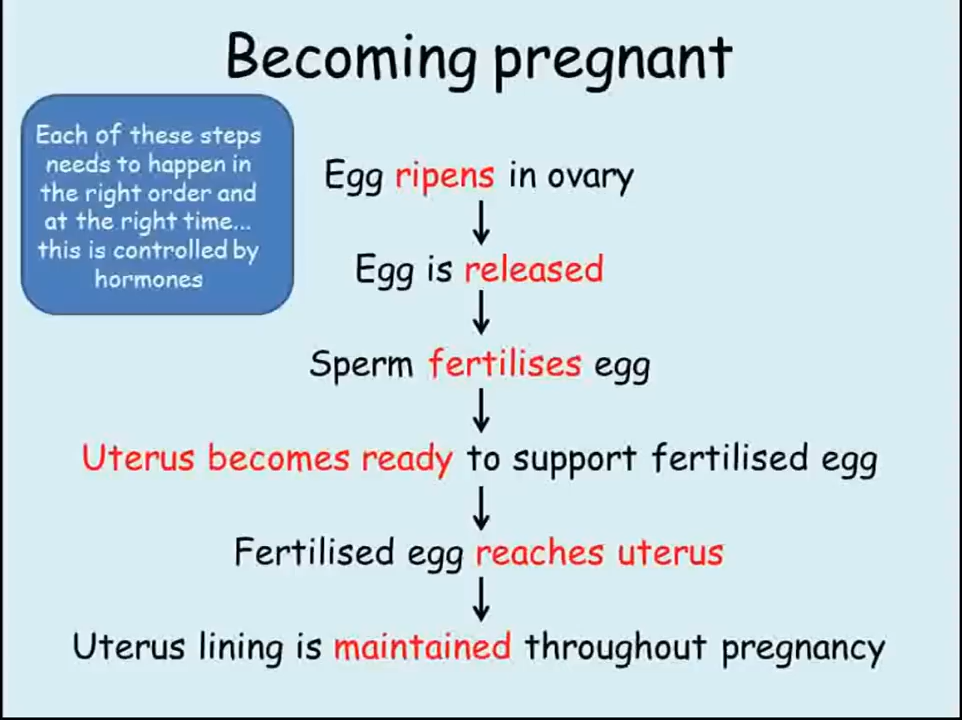 Becoming pregnant
Each of these steps
needs to happen in
the right order and
at the right time...
this is controlled by
hormones
Egg ripens in ovary
Egg is released
Sperm fertilises egg
Uterus becomes ready to support fertilised egg
Fertilised egg reaches uterus
Uterus lining is maintained throughout pregnancy